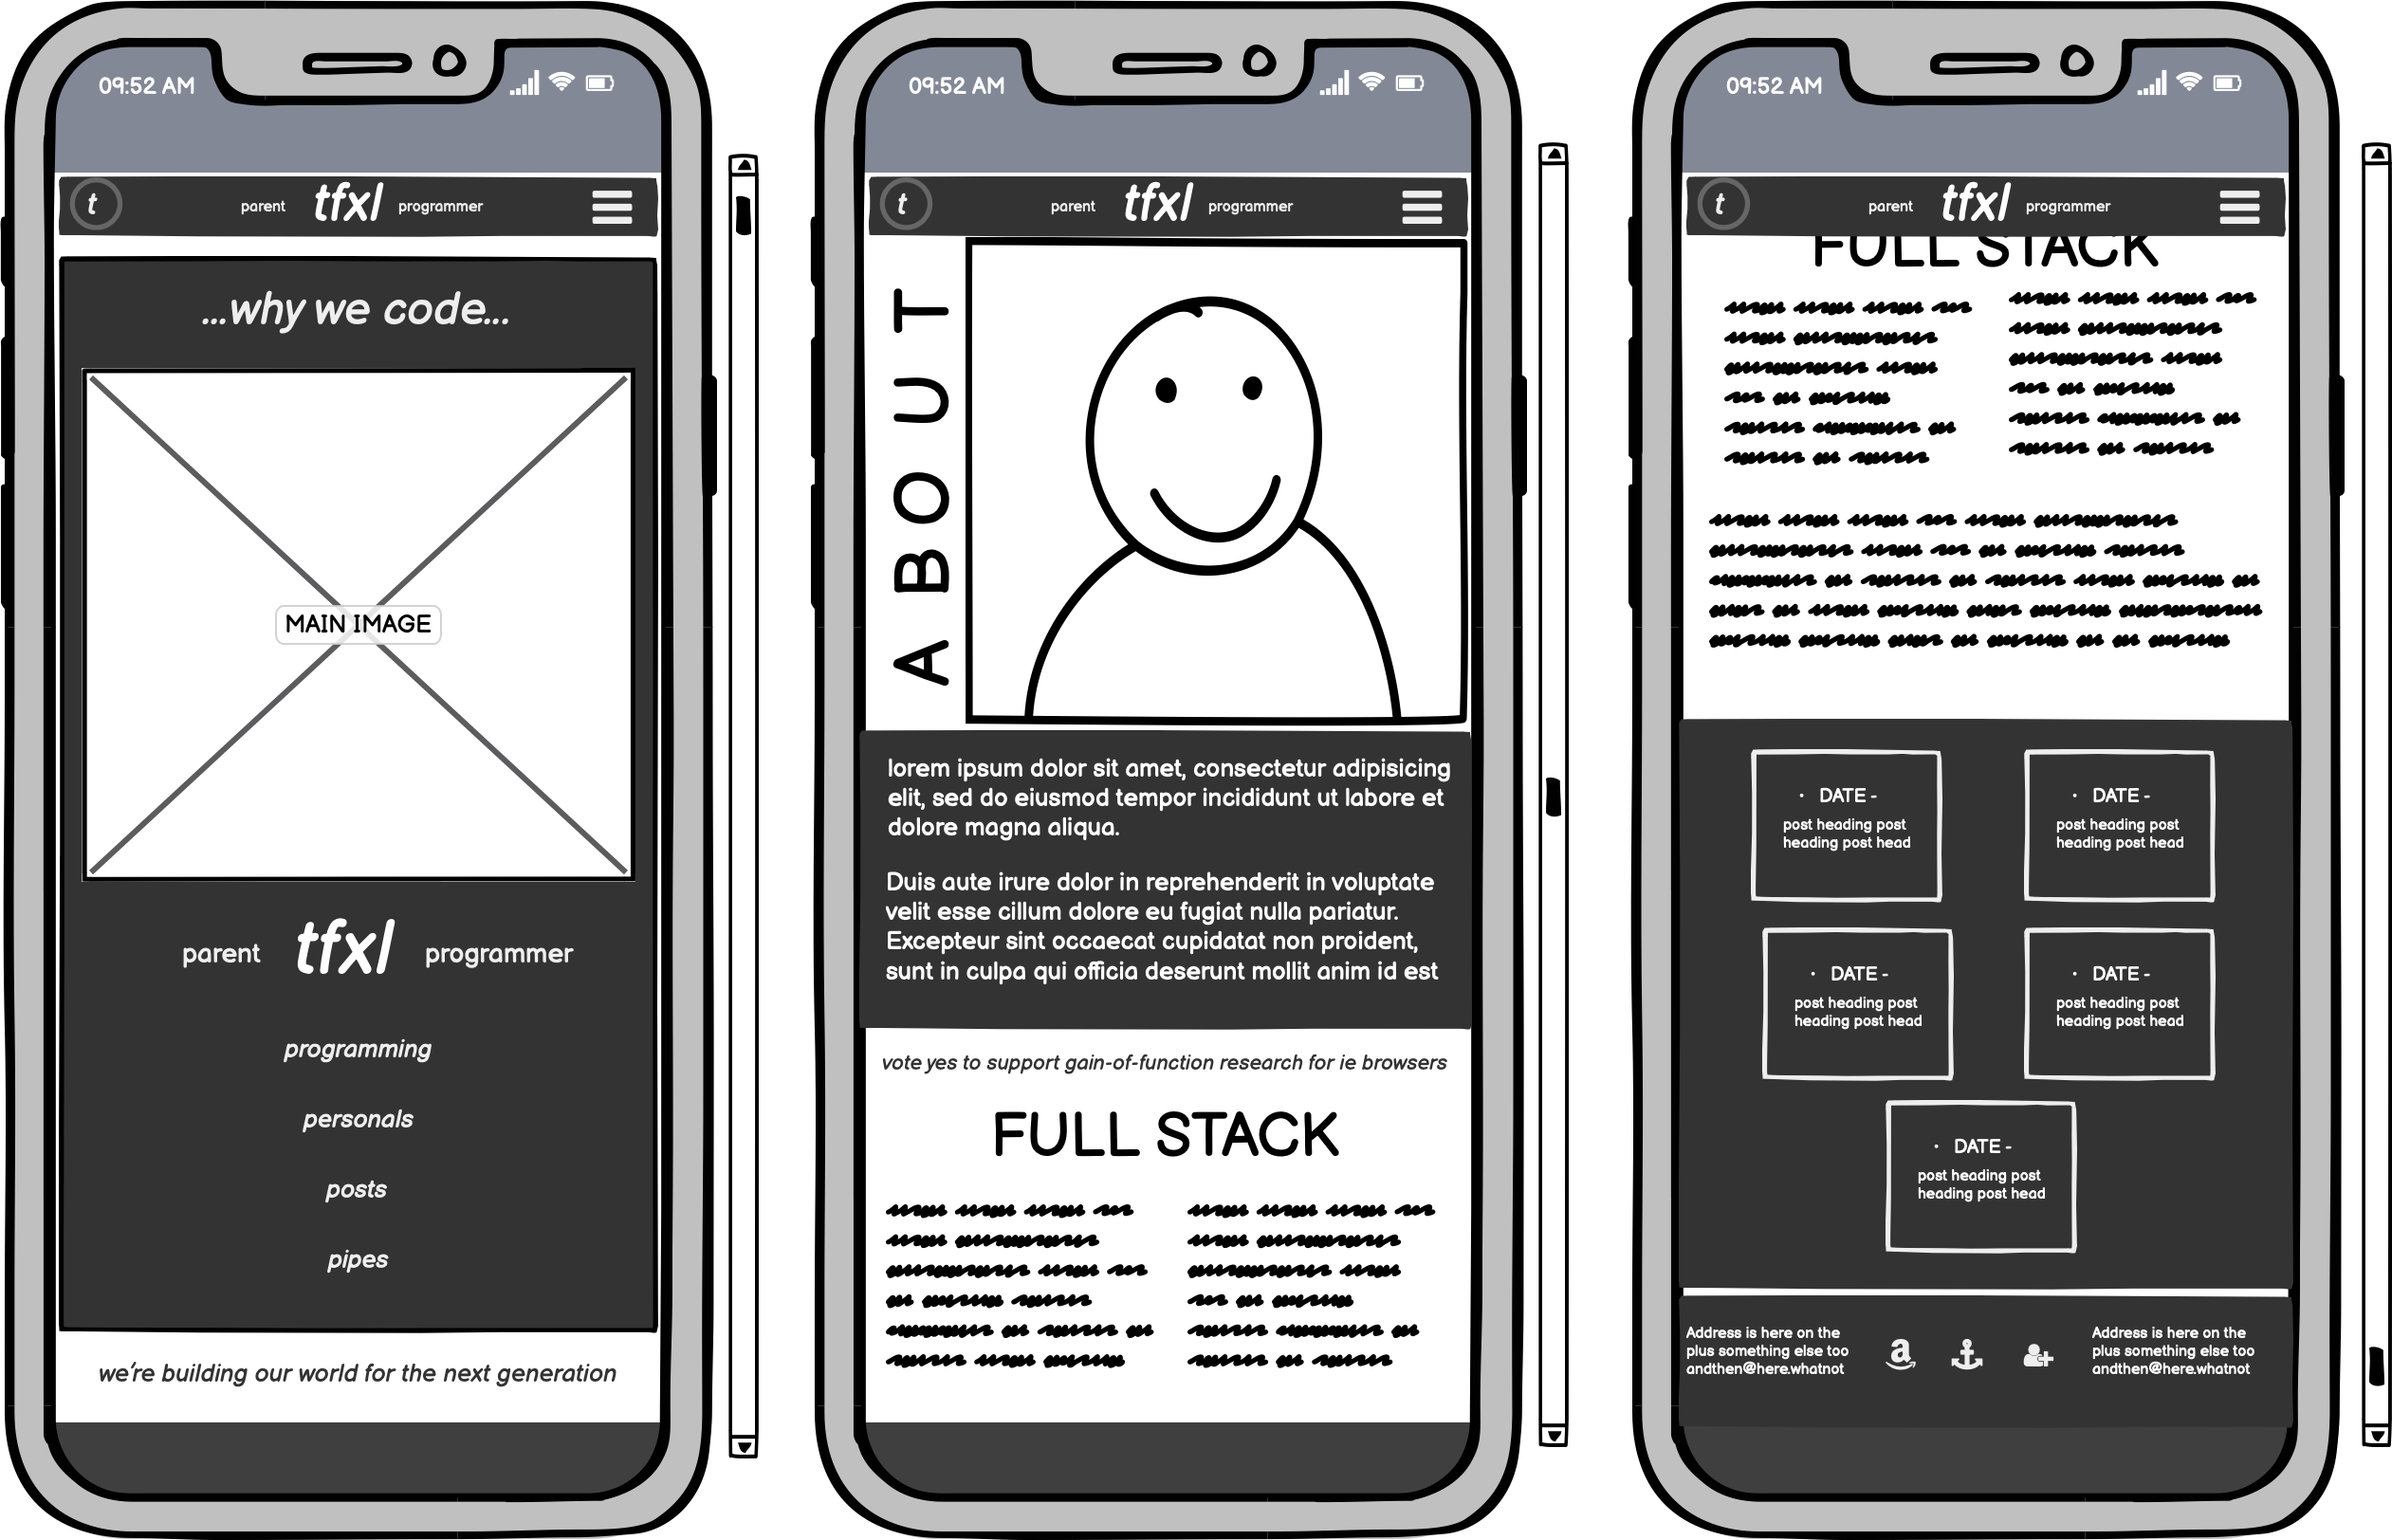 09:52 AM
t parent tfxl programmer
...why we code...
MAIN IMAGE
parent tfxl programmer
programming
personals
posts
pipes
we're building our world for the next generation
09:52 AM
t parent tfxl programmer
ABOUT
lorem ipsum dolor sit amet, consectetur adipisicing
elit, sed do eiusmod tempor incididunt ut labore et
dolore magna aliqua.
Duis aute irure dolor in reprehenderit in voluptate
velit esse cillum dolore eu fugiat nulla pariatur.
Excepteur sint occaecat cupidatat non proident,
sunt in culpa qui officia deserunt mollit anim id est
vote yes to support gain-of-function research for ie browsers
FULL STACK
09:52 AM
t parent tfxl programmer
FULL STACK
• DATE -
post heading post
heading post head
• DATE -
post heading post
heading post head
• DATE -
post heading post
heading post head
• DATE -
post heading post
heading post head
• DATE -
post heading post
heading post head
Address is here on the
plus something else too
andthen@here.whatnot
Address is here on the
plus something else too
andthen@here.whatnot